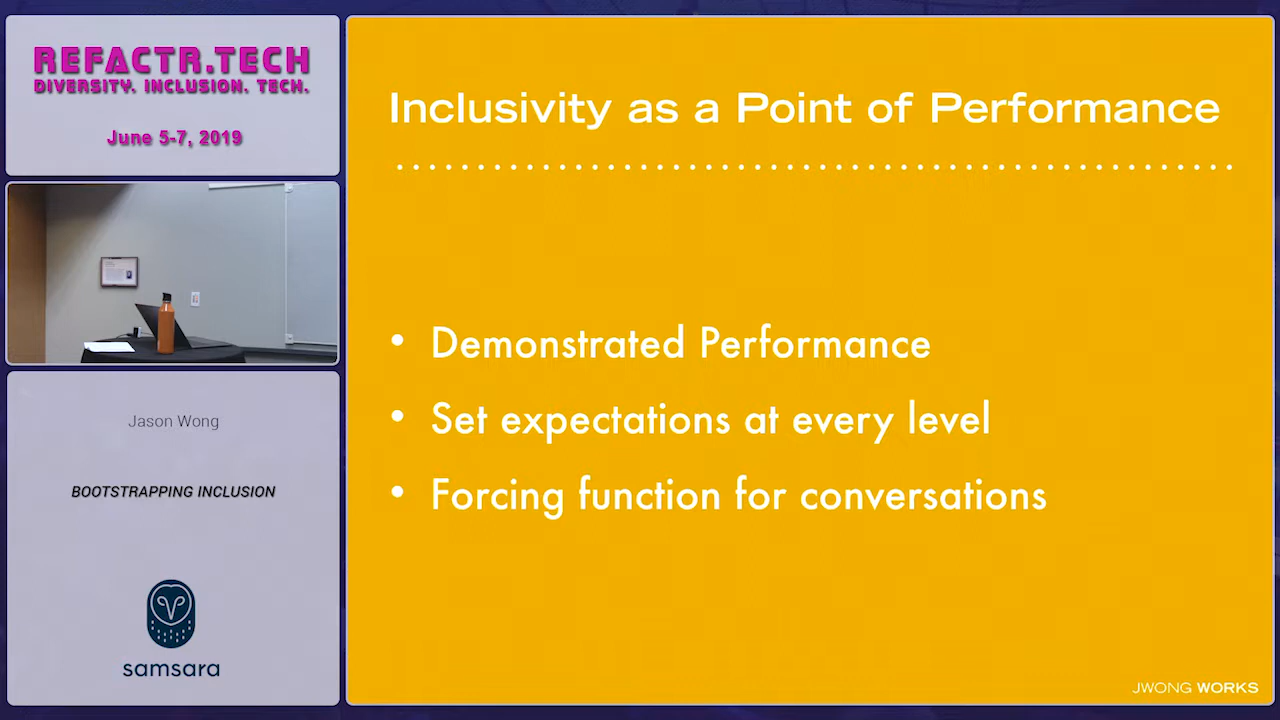 REFACTR.TECH
DIVERSITY. INCLUSION. TECH.
June 5-7, 2019
Jason Wong
BOOTSTRAPPING INCLUSION
samsara
Inclusivity as a Point of Performance
• Demonstrated Performance
• Set expectations at every level
• Forcing function for conversations
JWONG WORKS